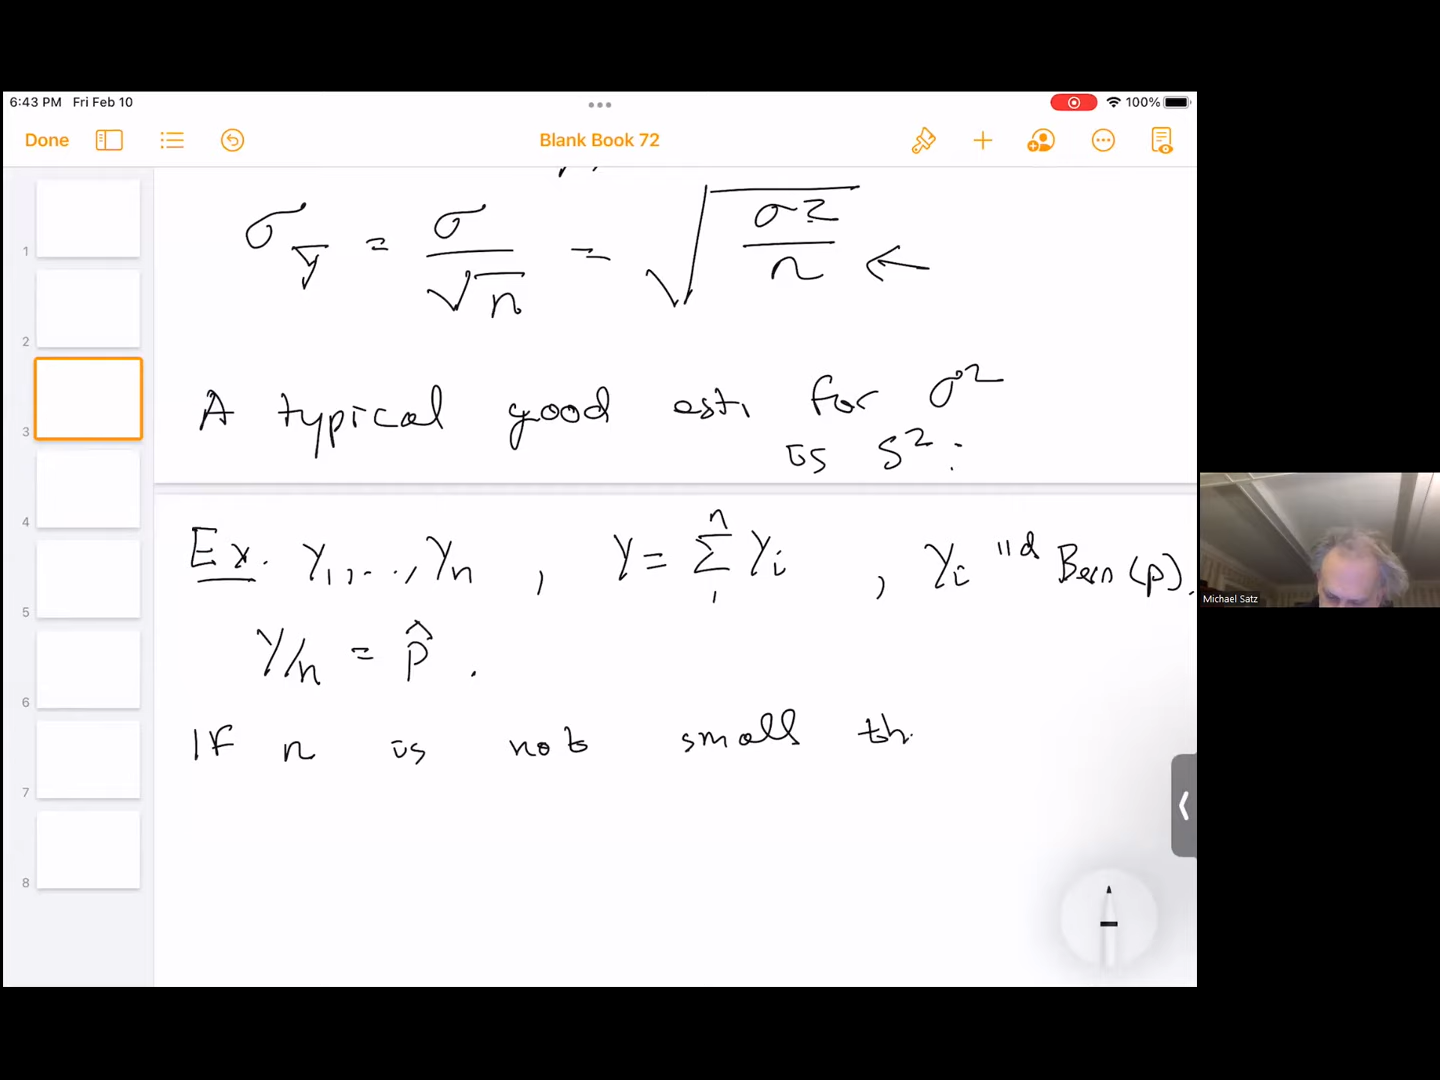 6:43 PM Fri Feb 10
100%
Done
Blank Book 72
σ_ȳ = σ/√n = √(σ2/n) ←
A typical good est. for σ²
is s² :
Ex. Y₁, ..., Yₙ , Y = Σ₁ⁿ Yᵢ , Yᵢ iid Bern (p).
Y/n = p̂ .
If n is not small th
1
2
3
4
5
6
7
8
Michael Satz